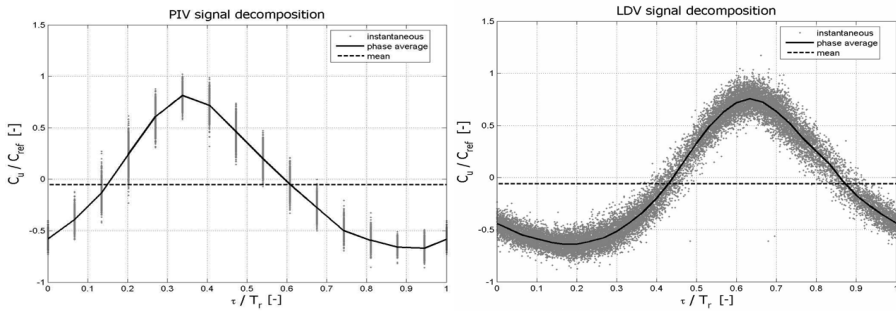 PIV signal decomposition
1.5
1
0.5
0
-0.5
-1
C_u / C_ref [-]
instantaneous
phase average
mean
0 0.1 0.2 0.3 0.4 0.5 0.6 0.7 0.8 0.9 1
τ / T_r [-]
LDV signal decomposition
1.5
1
0.5
0
-0.5
-1
C_u / C_ref [-]
instantaneous
phase average
mean
0 0.1 0.2 0.3 0.4 0.5 0.6 0.7 0.8 0.9 1
τ / T_r [-]